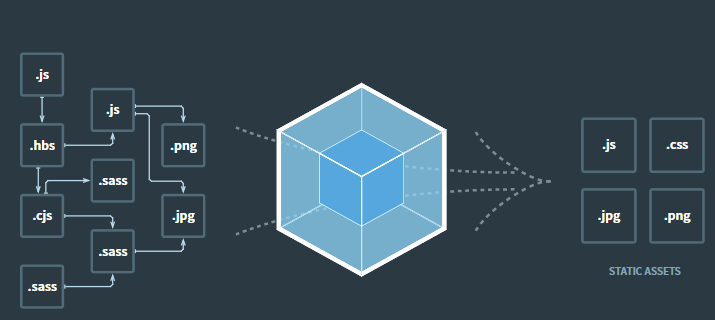 .js
.js
.hbs
.png
.sass
.cjs
.jpg
.sass
.sass
.js
.css
.jpg
.png
STATIC ASSETS